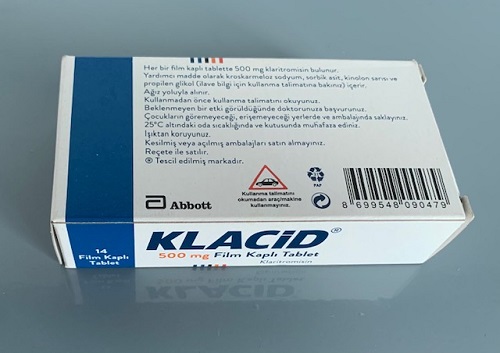 Her bir film kaplı tablette 500 mg klaritromisin bulunur.
Yardımcı madde olarak kroskarmeloz sodyum, sorbik asit, kinolon sarısı ve
propilen glikol (ilave bilgi için kullanma talimatına bakınız) içerir.
Ağız yoluyla alınır.
Kullanmadan önce kullanma talimatını okuyunuz.
Beklenmeyen bir etki görüldüğünde doktorunuza başvurunuz.
Çocukların göremeyeceği, erişemeyeceği yerlerde ve ambalajında saklayınız.
25°C altındaki oda sıcaklığında ve kutusunda muhafaza ediniz.
Işıktan koruyunuz.
Kesilmiş veya açılmış ambalajları satın almayınız.
Reçete ile satılır.
® Tescil edilmiş markadır.
Abbott
Kullanma talimatını
okumadan araç/makine
kullanmayınız.
PAP
8 699548 090479
14
Film Kaplı
Tablet
KLACID®
500 mg Film Kaplı Tablet
Klaritromisin